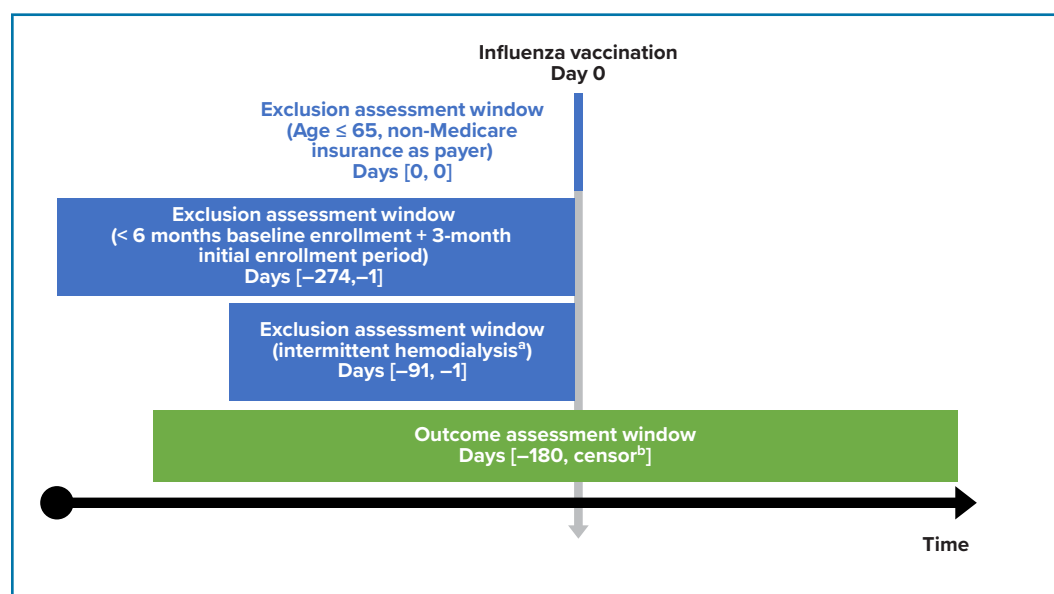 Influenza vaccination
Day 0
Exclusion assessment window
(Age ≤ 65, non-Medicare
insurance as payer)
Days [0, 0]
Exclusion assessment window
(< 6 months baseline enrollment + 3-month
initial enrollment period)
Days [–274,–1]
Exclusion assessment window
(intermittent hemodialysisᵃ)
Days [–91, –1]
Outcome assessment window
Days [–180, censorᵇ]
Time